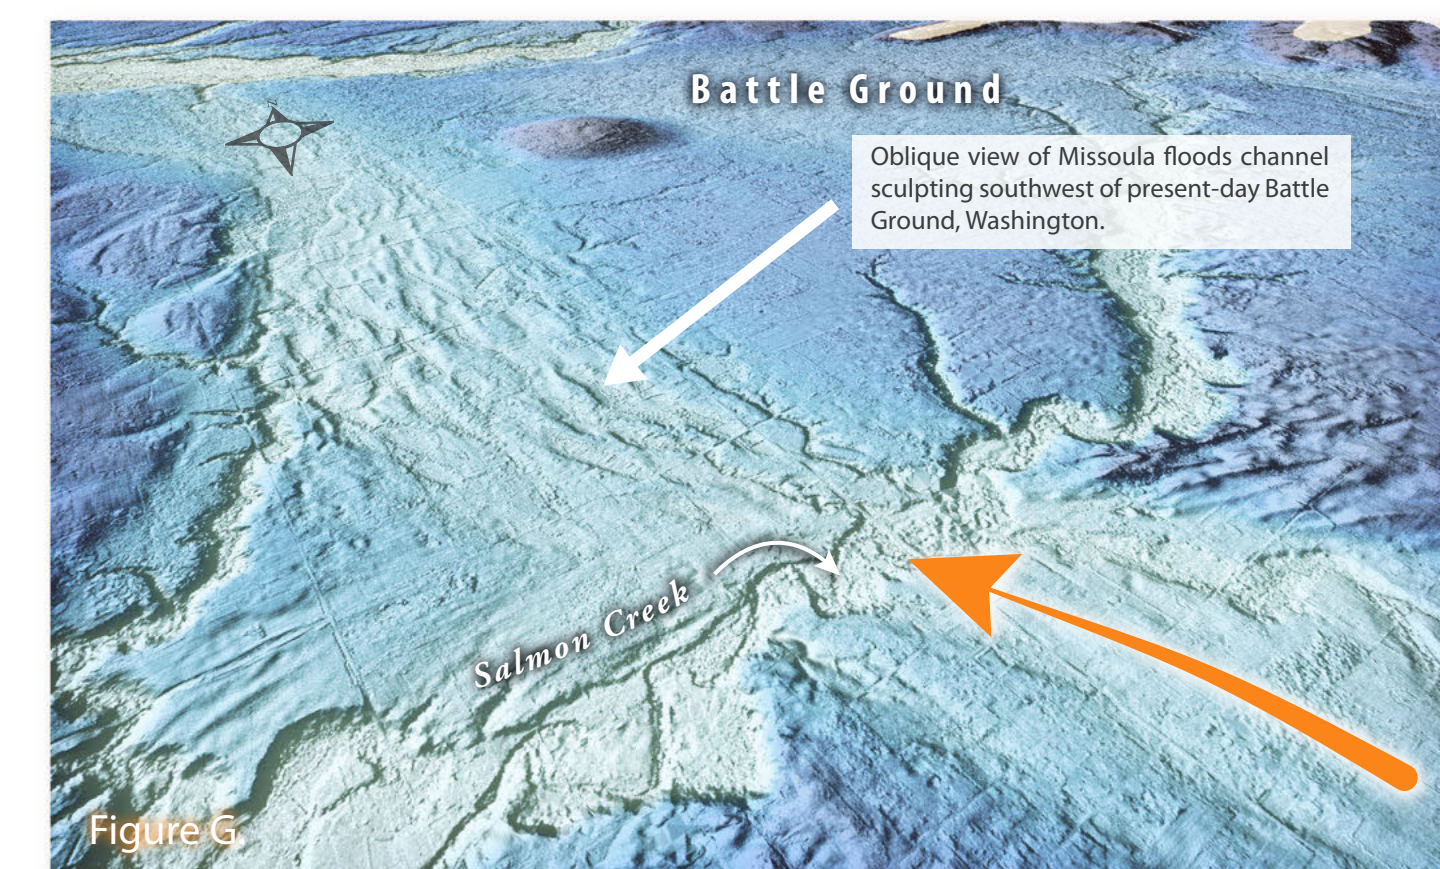 Battle Ground
N
Oblique view of Missoula floods channel
sculpting southwest of present-day Battle
Ground, Washington.
Salmon Creek
Figure G